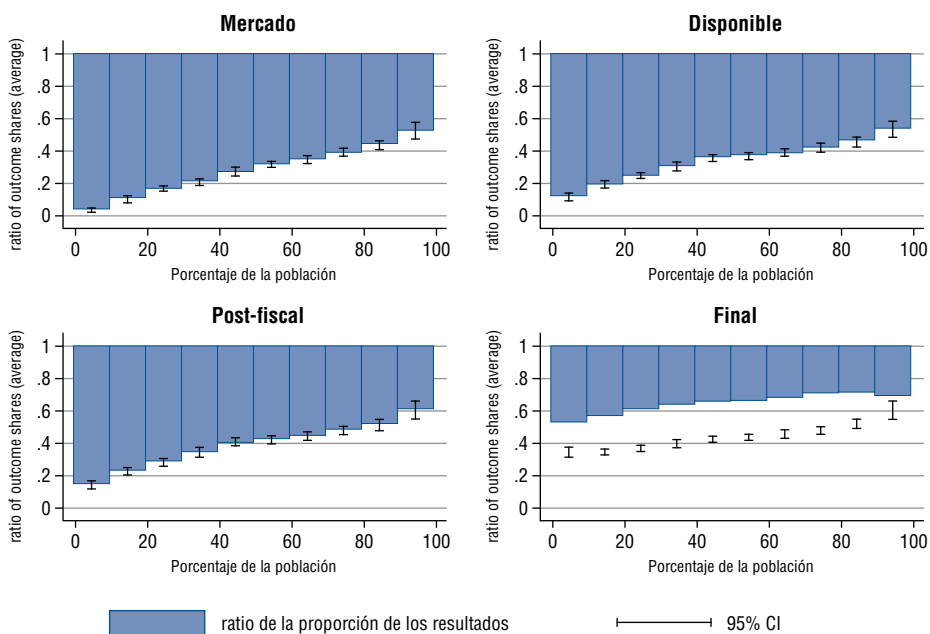 Mercado
ratio of outcome shares (average)
1
.8
.6
.4
.2
0
0 20 40 60 80 100
Porcentaje de la población
Disponible
ratio of outcome shares (average)
1
.8
.6
.4
.2
0
0 20 40 60 80 100
Porcentaje de la población
Post-fiscal
ratio of outcome shares (average)
1
.8
.6
.4
.2
0
0 20 40 60 80 100
Porcentaje de la población
Final
ratio of outcome shares (average)
1
.8
.6
.4
.2
0
0 20 40 60 80 100
Porcentaje de la población
ratio de la proporción de los resultados
95% CI